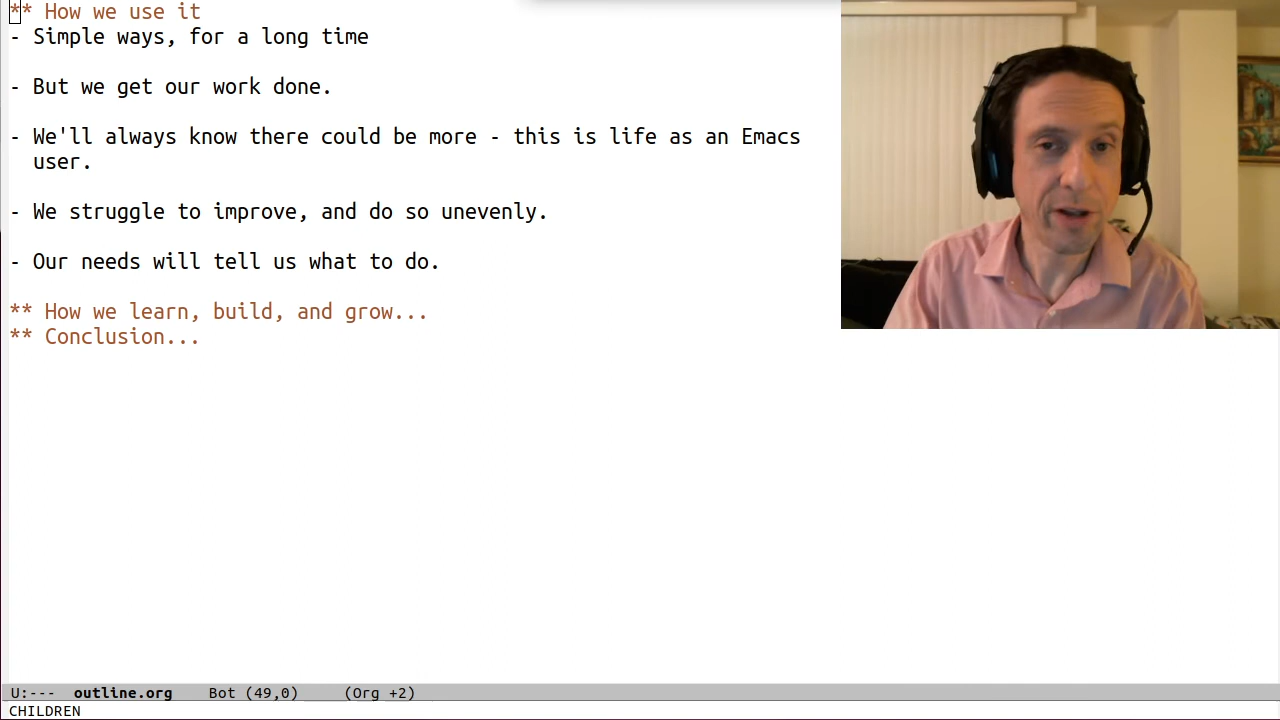 ** How we use it
- Simple ways, for a long time
- But we get our work done.
- We'll always know there could be more - this is life as an Emacs
user.
- We struggle to improve, and do so unevenly.
- Our needs will tell us what to do.
** How we learn, build, and grow...
** Conclusion...
U:--- outline.org Bot (49,0) (Org +2)
CHILDREN